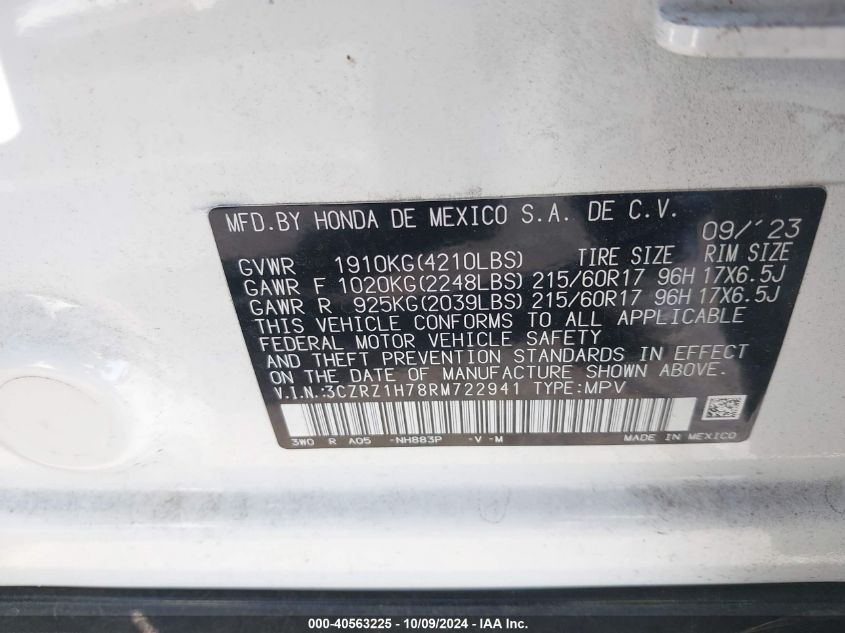 MFD.BY HONDA DE MEXICO S.A. DE C.V. 09/'23
GVWR 1910KG(4210LBS) TIRE SIZE RIM SIZE
GAWR F 1020KG(2248LBS) 215/60R17 96H 17X6.5J
GAWR R 925KG(2039LBS) 215/60R17 96H 17X6.5J
THIS VEHICLE CONFORMS TO ALL APPLICABLE
FEDERAL MOTOR VEHICLE SAFETY
AND THEFT PREVENTION STANDARDS IN EFFECT
ON THE DATE OF MANUFACTURE SHOWN ABOVE.
V.I.N.:3CZRZ1H78RM722941 TYPE:MPV
3W0 R A05 -NH883P -V -M MADE IN MEXICO
000-40563225 - 10/09/2024 - IAA Inc.